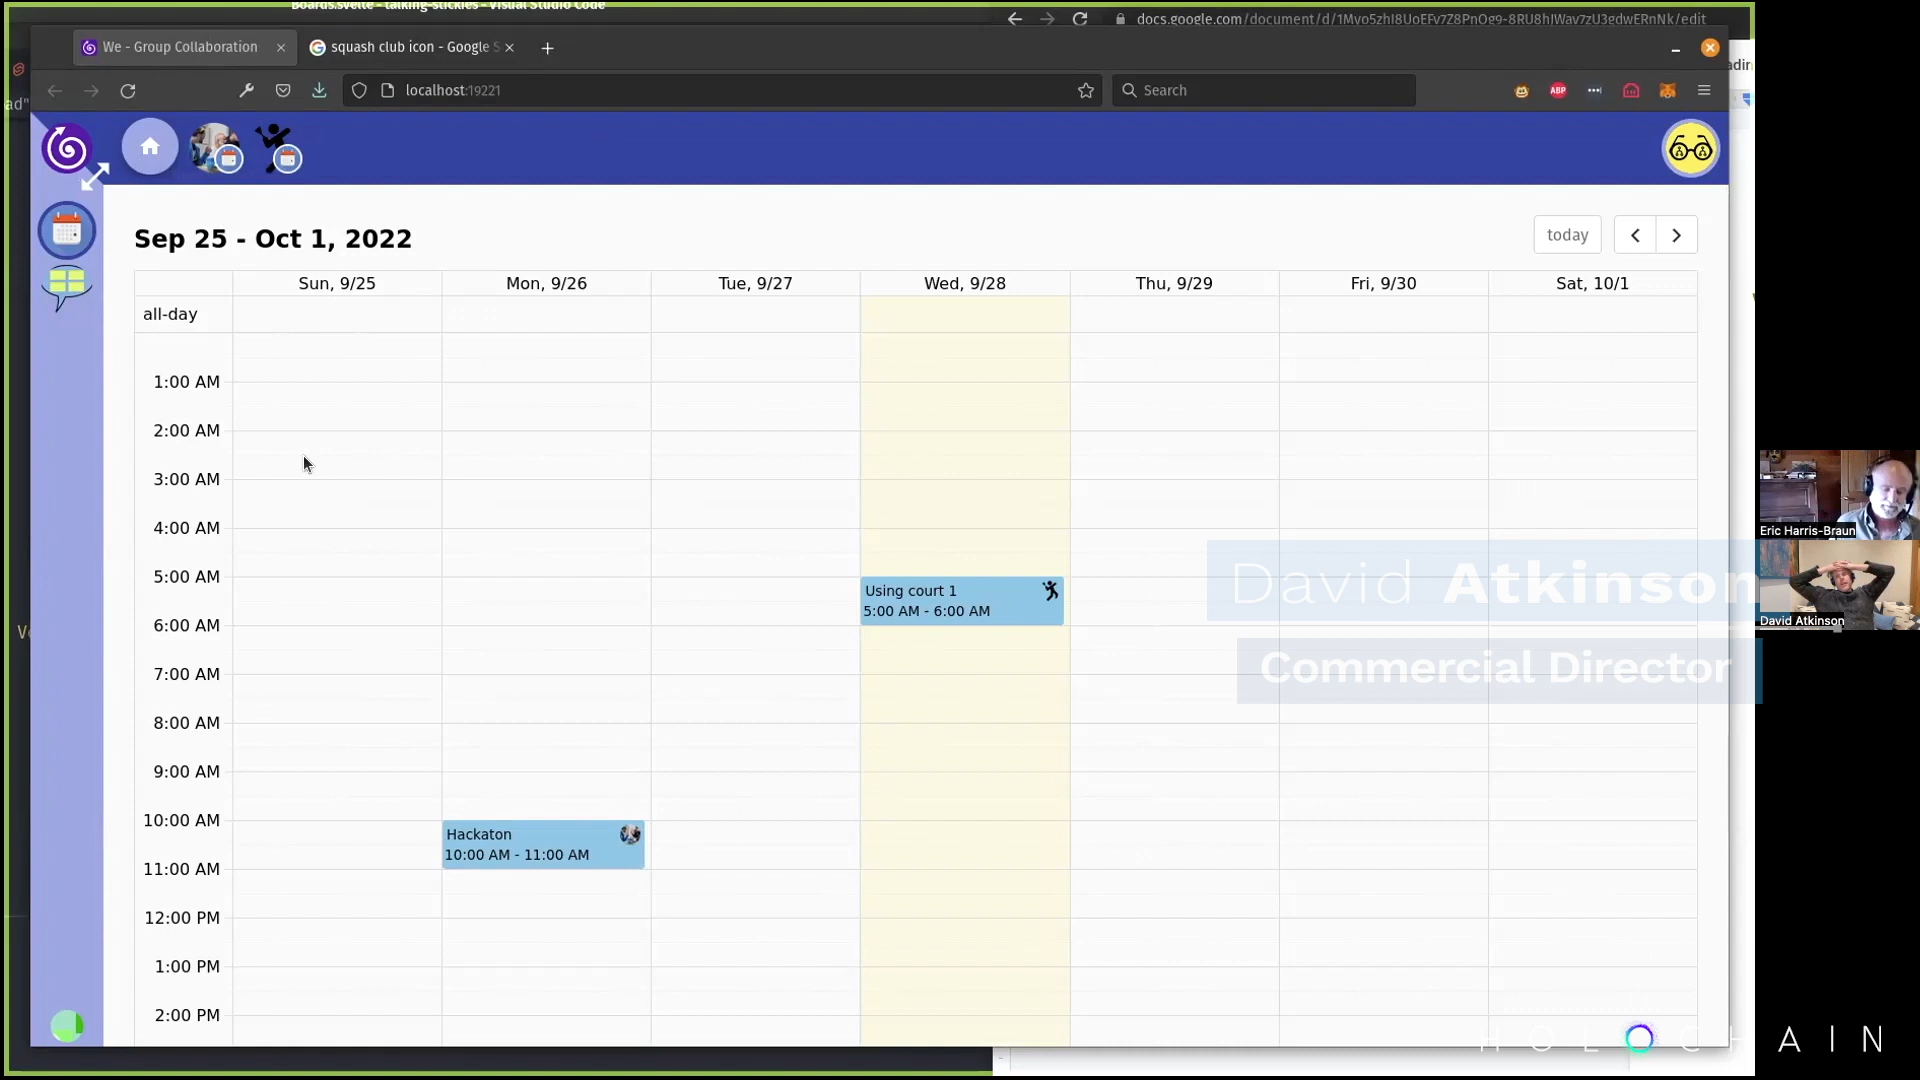 Boards.svelte - talking-stickies - Visual Studio Code
docs.google.com/document/d/1Myo5zhI8UoEFv7Z8PnOg9-8RU8hJWav7zU3gdwERnNk/edit
We - Group Collaboration
squash club icon - Google S
localhost:19221
Search
ABP
ad"
Sep 25 - Oct 1, 2022
today
Sun, 9/25
Mon, 9/26
Tue, 9/27
Wed, 9/28
Thu, 9/29
Fri, 9/30
Sat, 10/1
all-day
1:00 AM
2:00 AM
3:00 AM
4:00 AM
5:00 AM
Using court 1
5:00 AM - 6:00 AM
6:00 AM
7:00 AM
8:00 AM
9:00 AM
10:00 AM
Hackaton
10:00 AM - 11:00 AM
11:00 AM
12:00 PM
1:00 PM
2:00 PM
Eric Harris-Braun
David Atkinson
David Atkinson
Commercial Director
HOLOCHAIN